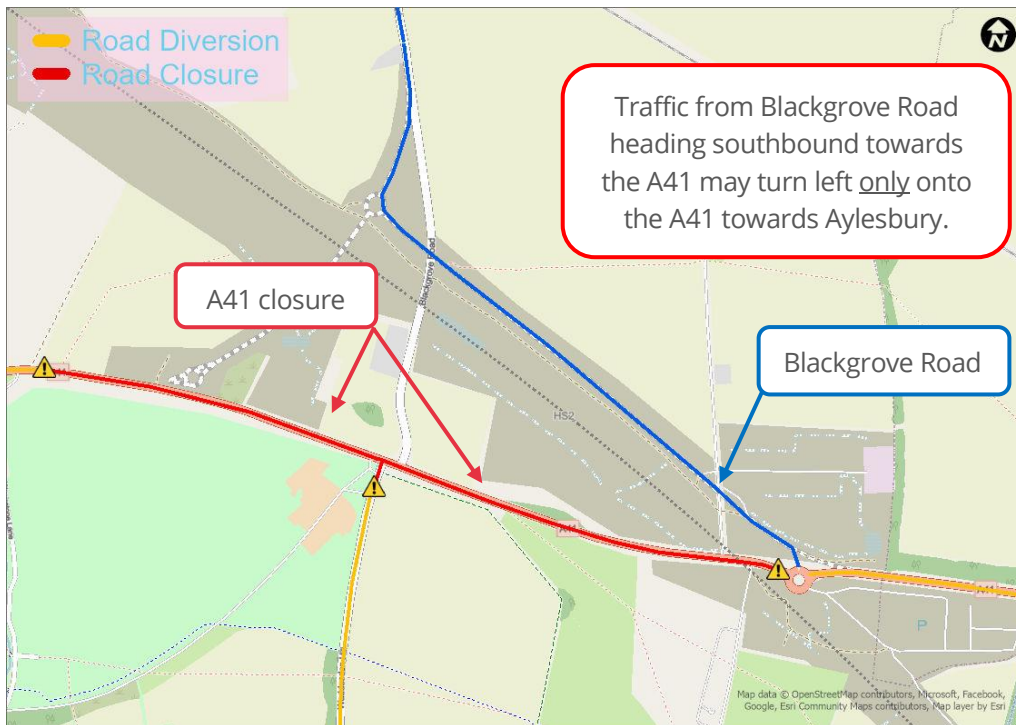 Road Diversion
Road Closure
N
Traffic from Blackgrove Road
heading southbound towards
the A41 may turn left only onto
the A41 towards Aylesbury.
A41 closure
Blackgrove Road
Blackgrove Road
HS2
A41
P
Map data © OpenStreetMap contributors, Microsoft, Facebook,
Google, Esri Community Maps contributors, Map layer by Esri